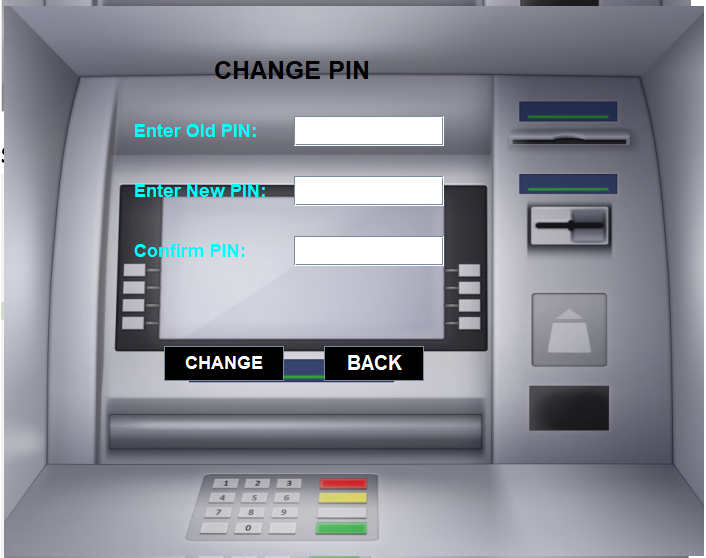 CHANGE PIN
Enter Old PIN:
Enter New PIN:
Confirm PIN:
CHANGE BACK
1 2 3
4 5 6
7 8 9
0